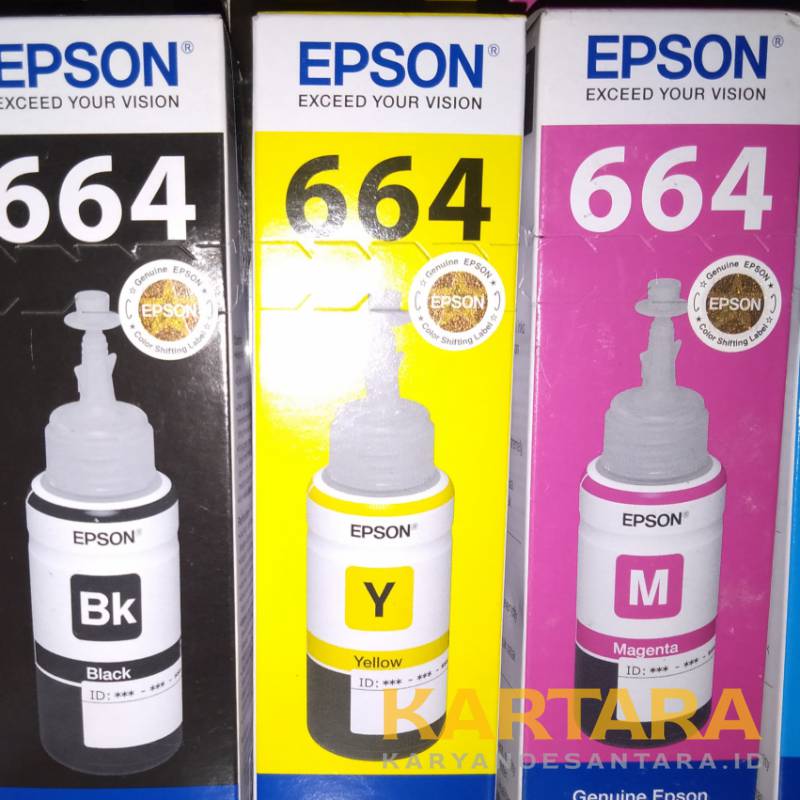 EPSON®
EXCEED YOUR VISION
664
Genuine EPSON
EPSON
Color Shifting Label
EPSON®
Bk
Black
ID: *** - *** - ***
EPSON®
EXCEED YOUR VISION
664
Genuine EPSON
EPSON
Color Shifting Label
EPSON®
Y
Yellow
ID: *** - *** - ***
EPSON®
EXCEED YOUR VISION
664
Genuine EPSON
EPSON
Color Shifting Label
EPSON®
M
Magenta
ID: *** - *** - ***
Genuine Epson
KARTARA
KARYANDESANTARA.ID